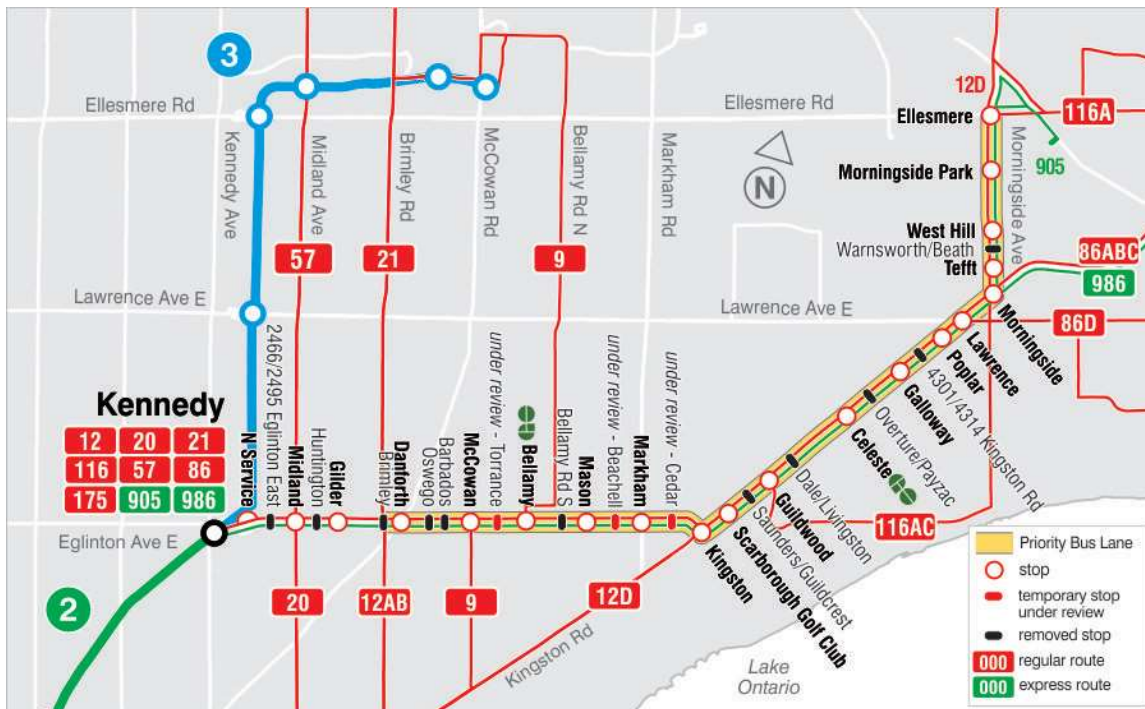 3
12D
Ellesmere Rd
Ellesmere Rd
Ellesmere
116A
905
Kennedy Ave
Midland Ave
Brimley Rd
McCowan Rd
Bellamy Rd N
Markham Rd
Morningside Ave
N
Morningside Park
West Hill
Warnsworth/Beath
Tefft
57
21
9
86ABC
986
Lawrence Ave E
Lawrence Ave E
86D
Morningside
Lawrence
Poplar
4301/4314 Kingston Rd
Galloway
Overture/Payzac
Celeste
Dale/Livingston
Guildwood
Saunders/Guildcrest
Scarborough Golf Club
Kingston
Kennedy
12 20 21
116 57 86
175 905 986
N Service
2466/2495 Eglinton East
Midland
Huntington
Gilder
Brimley
Danforth
Oswego
Barbados
McCowan
under review - Torrance
Bellamy
Bellamy Rd S
Mason
under review - Beachell
Markham
under review - Cedar
Eglinton Ave E
116AC
2
20
12AB
9
12D
Kingston Rd
Lake
Ontario
Priority Bus Lane
stop
temporary stop
under review
removed stop
000 regular route
000 express route